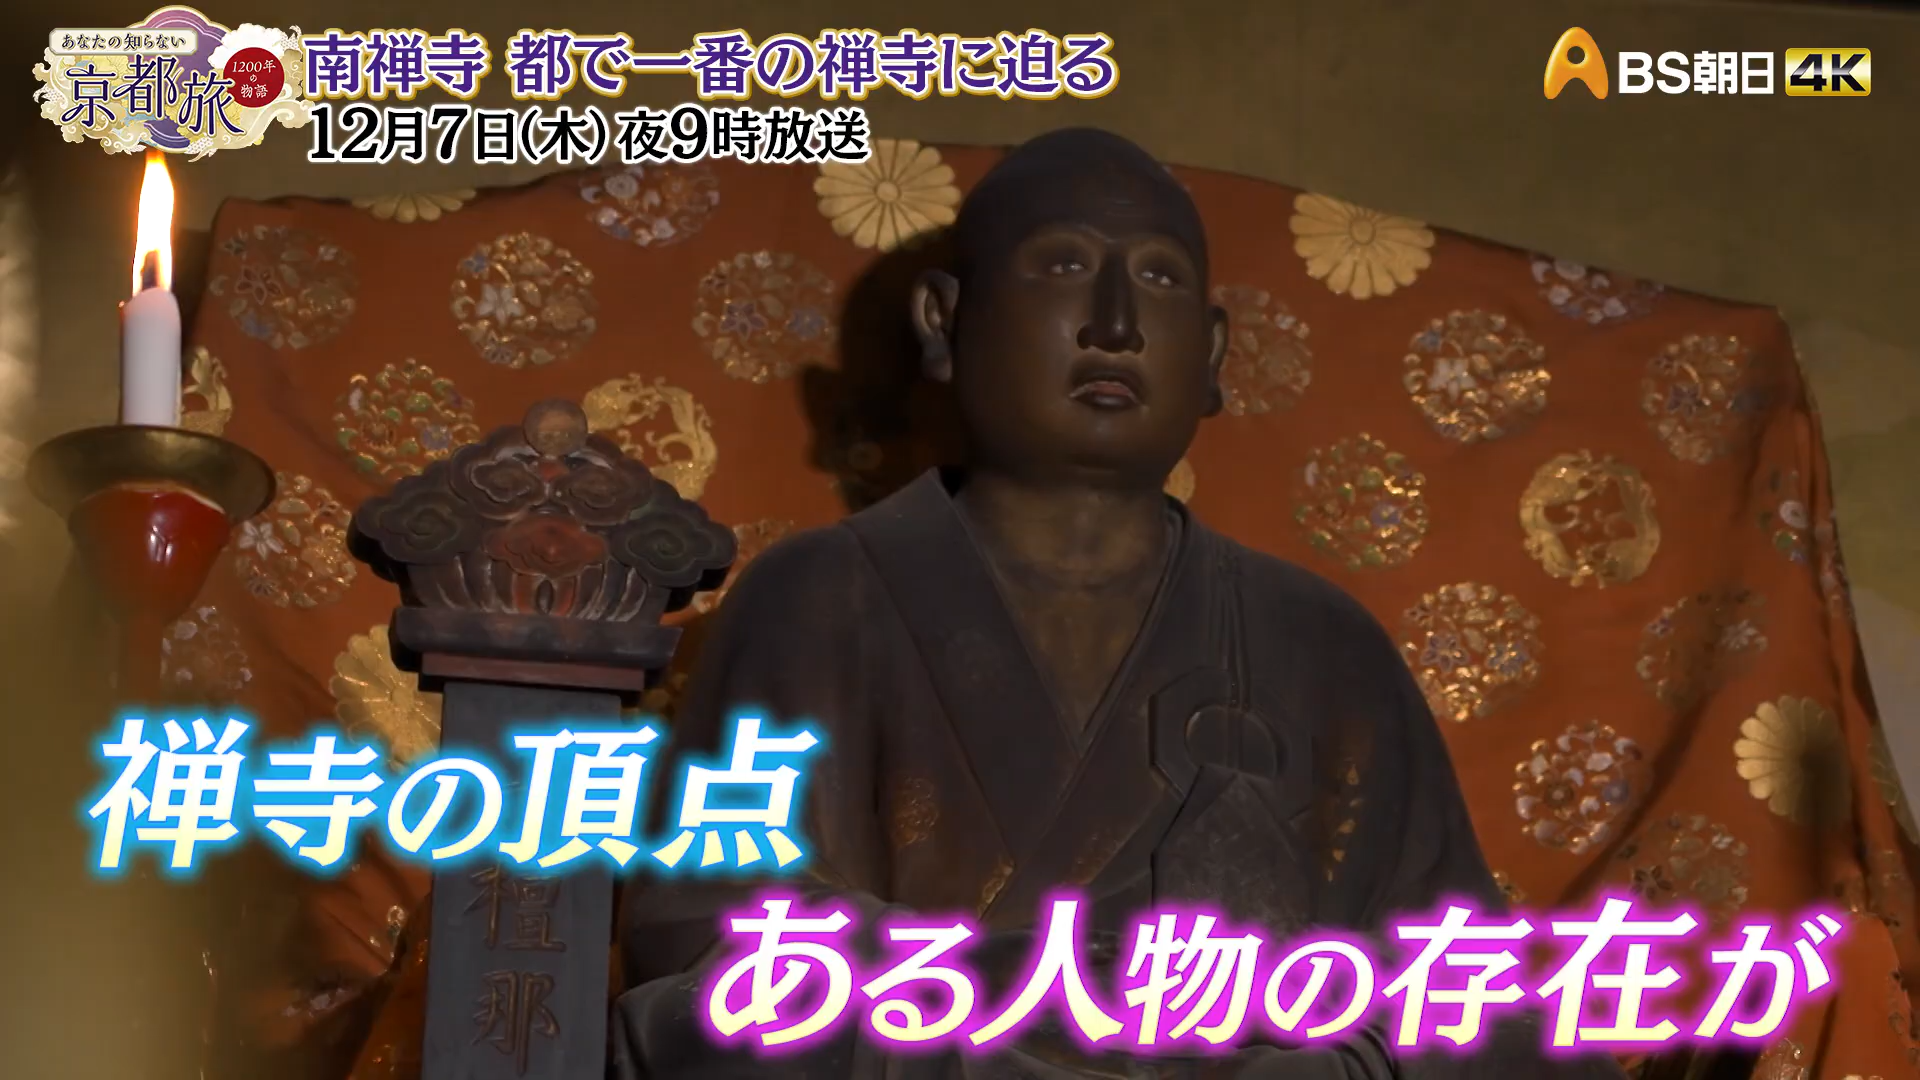 あなたの知らない
京都旅
1200年
の
物語
南禅寺 都で一番の禅寺に迫る
12月7日(木)夜9時放送
BS朝日 4K
禅寺の頂点
檀
那
ある人物の存在が